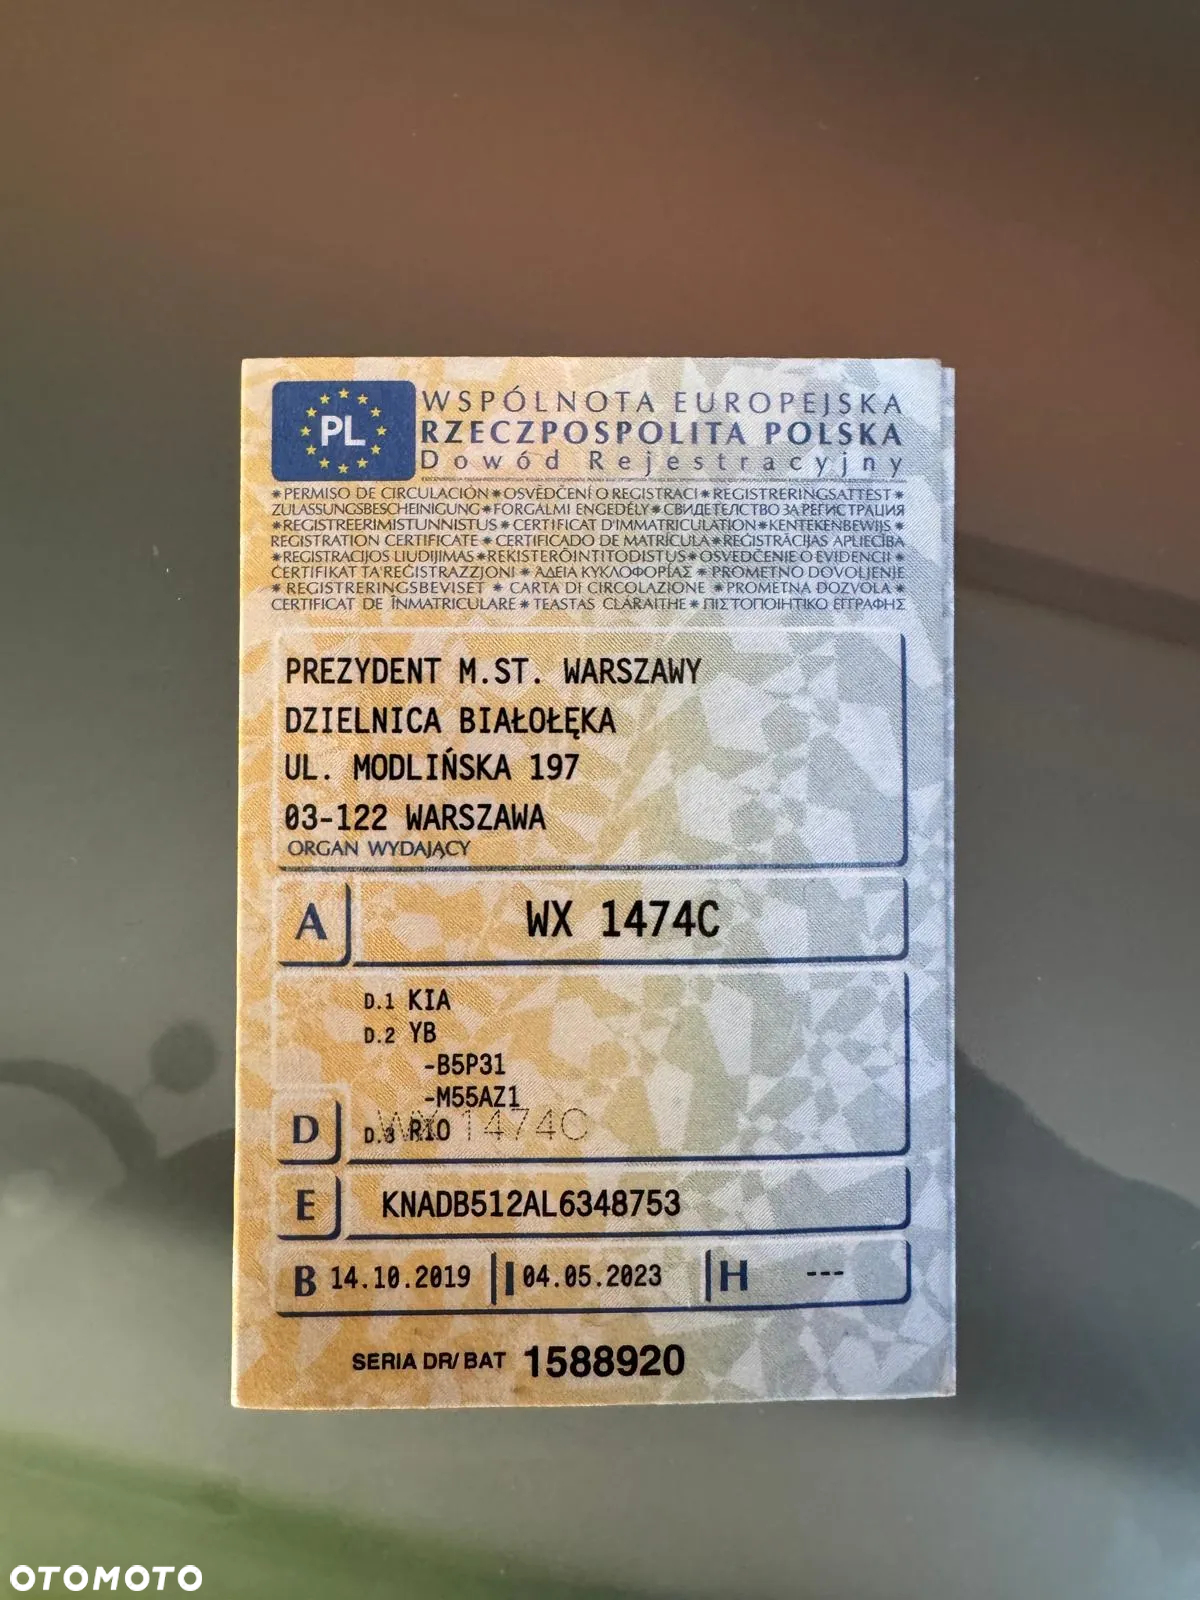 PL
WSPÓLNOTA EUROPEJSKA
RZECZPOSPOLITA POLSKA
Dowód Rejestracyjny
* PERMISO DE CIRCULACIÓN * OSVĚDČENÍ O REGISTRACI * REGISTRERINGSATTEST *
ZULASSUNGSBESCHEINIGUNG * FORGALMI ENGEDÉLY * СВИДЕТЕЛСТВО ЗА РЕГИСТРАЦИЯ
* REGISTREERIMISTUNNISTUS * CERTIFICAT D'IMMATRICULATION * KENTEKENBEWIJS *
REGISTRATION CERTIFICATE * CERTIFICADO DE MATRÍCULA * REĢISTRĀCIJAS APLIECĪBA
* REGISTRACIJOS LIUDIJIMAS * REKISTERÖINTITODISTUS * OSVEDČENIE O EVIDENCII *
ĊERTIFIKAT TA'REĠISTRAZZJONI * ΆΔΕΙΑ ΚΥΚΛΟΦΟΡΊΑΣ * PROMETNO DOVOLJENJE
* REGISTRERINGSBEVISET * CARTA DI CIRCOLAZIONE * PROMETNA DOZVOLA *
CERTIFICAT DE ÎNMATRICULARE * TEASTAS CLÁRAITHE * ΠΙΣΤΟΠΟΙΗΤΙΚΟ ΕΓΓΡΑΦΗΣ
PREZYDENT M.ST. WARSZAWY
DZIELNICA BIAŁOŁĘKA
UL. MODLIŃSKA 197
03-122 WARSZAWA
ORGAN WYDAJĄCY
A WX 1474C
D.1 KIA
D.2 YB
-B5P31
-M55AZ1
D D.3 RIO WX 1474C
E KNADB512AL6348753
B 14.10.2019 I 04.05.2023 H ---
SERIA DR/BAT 1588920
OTOMOTO